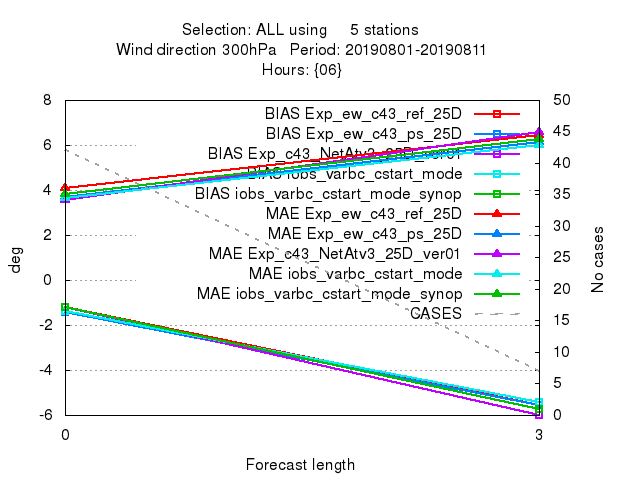 Selection: ALL using 5 stations
Wind direction 300hPa Period: 20190801-20190811
Hours: {06}
8
6
4
2
0
-2
-4
-6
deg
50
45
40
35
30
25
20
15
10
5
0
No cases
BIAS Exp_ew_c43_ref_25D
BIAS Exp_ew_c43_ps_25D
BIAS Exp_c43_NetAtv3_25D_ver01
BIAS iobs_varbc_cstart_mode
BIAS iobs_varbc_cstart_mode_synop
MAE Exp_ew_c43_ref_25D
MAE Exp_ew_c43_ps_25D
MAE Exp_c43_NetAtv3_25D_ver01
MAE iobs_varbc_cstart_mode
MAE iobs_varbc_cstart_mode_synop
CASES
0
3
Forecast length